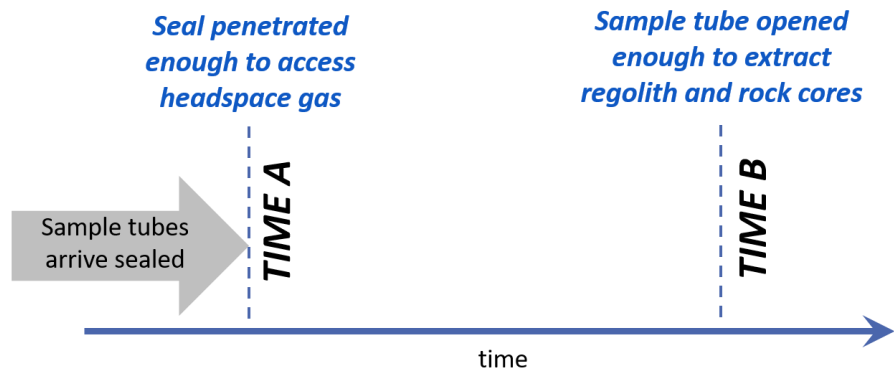 Seal penetrated
enough to access
headspace gas
Sample tube opened
enough to extract
regolith and rock cores
Sample tubes
arrive sealed
TIME A
TIME B
time